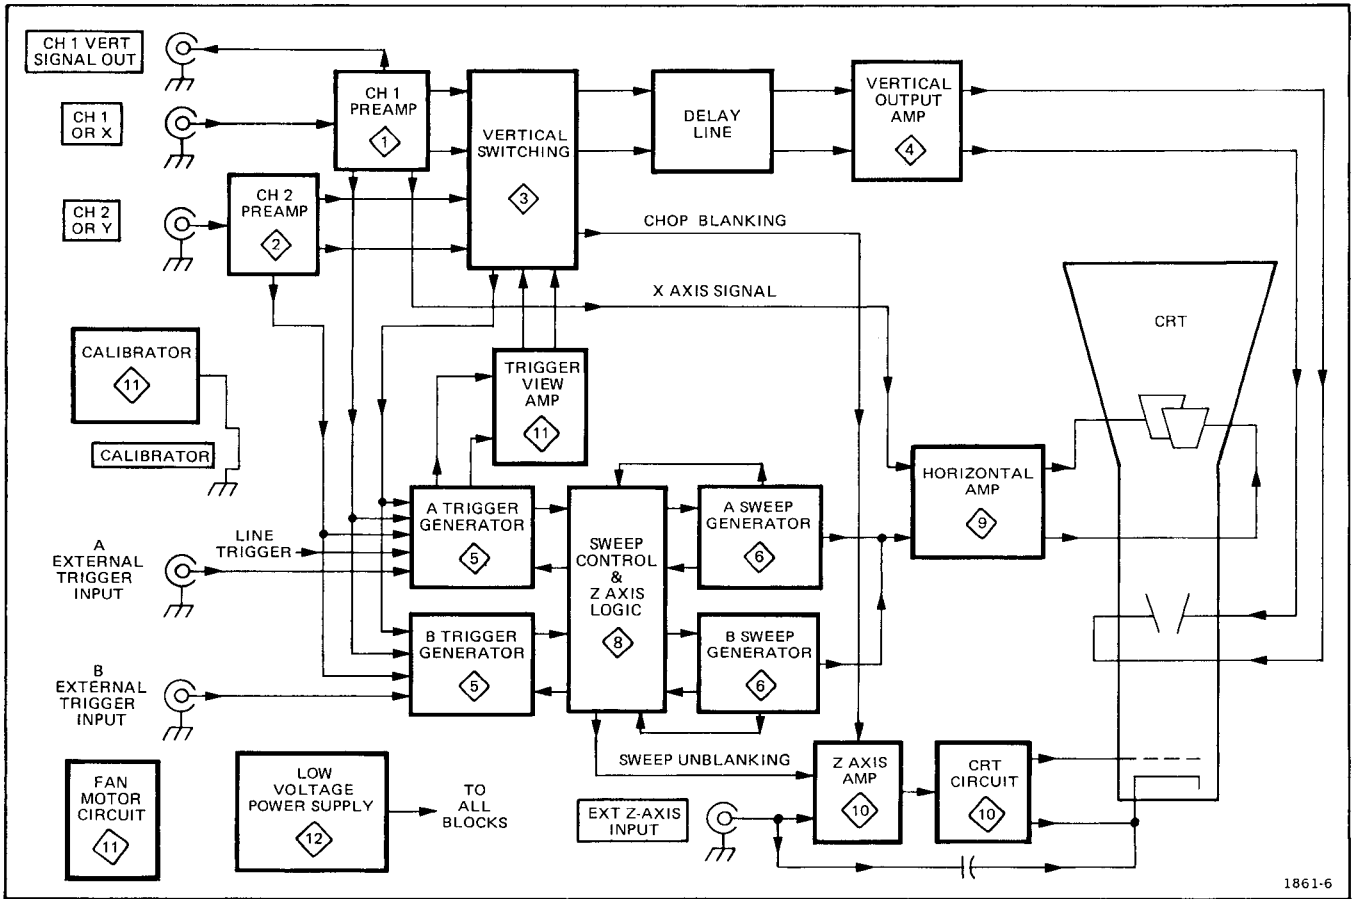 CH 1 VERT
SIGNAL OUT
CH 1
OR X
CH 2
OR Y
CH 1
PREAMP
1
CH 2
PREAMP
2
VERTICAL
SWITCHING
3
DELAY
LINE
VERTICAL
OUTPUT
AMP
4
CHOP BLANKING
X AXIS SIGNAL
CRT
CALIBRATOR
11
CALIBRATOR
TRIGGER
VIEW
AMP
11
HORIZONTAL
AMP
9
A
EXTERNAL
TRIGGER
INPUT
LINE
TRIGGER
A TRIGGER
GENERATOR
5
SWEEP
CONTROL
&
Z AXIS
LOGIC
8
A SWEEP
GENERATOR
6
B
EXTERNAL
TRIGGER
INPUT
B TRIGGER
GENERATOR
5
B SWEEP
GENERATOR
6
SWEEP UNBLANKING
FAN
MOTOR
CIRCUIT
11
LOW
VOLTAGE
POWER SUPPLY
12
TO
ALL
BLOCKS
EXT Z-AXIS
INPUT
Z AXIS
AMP
10
CRT
CIRCUIT
10
1861-6